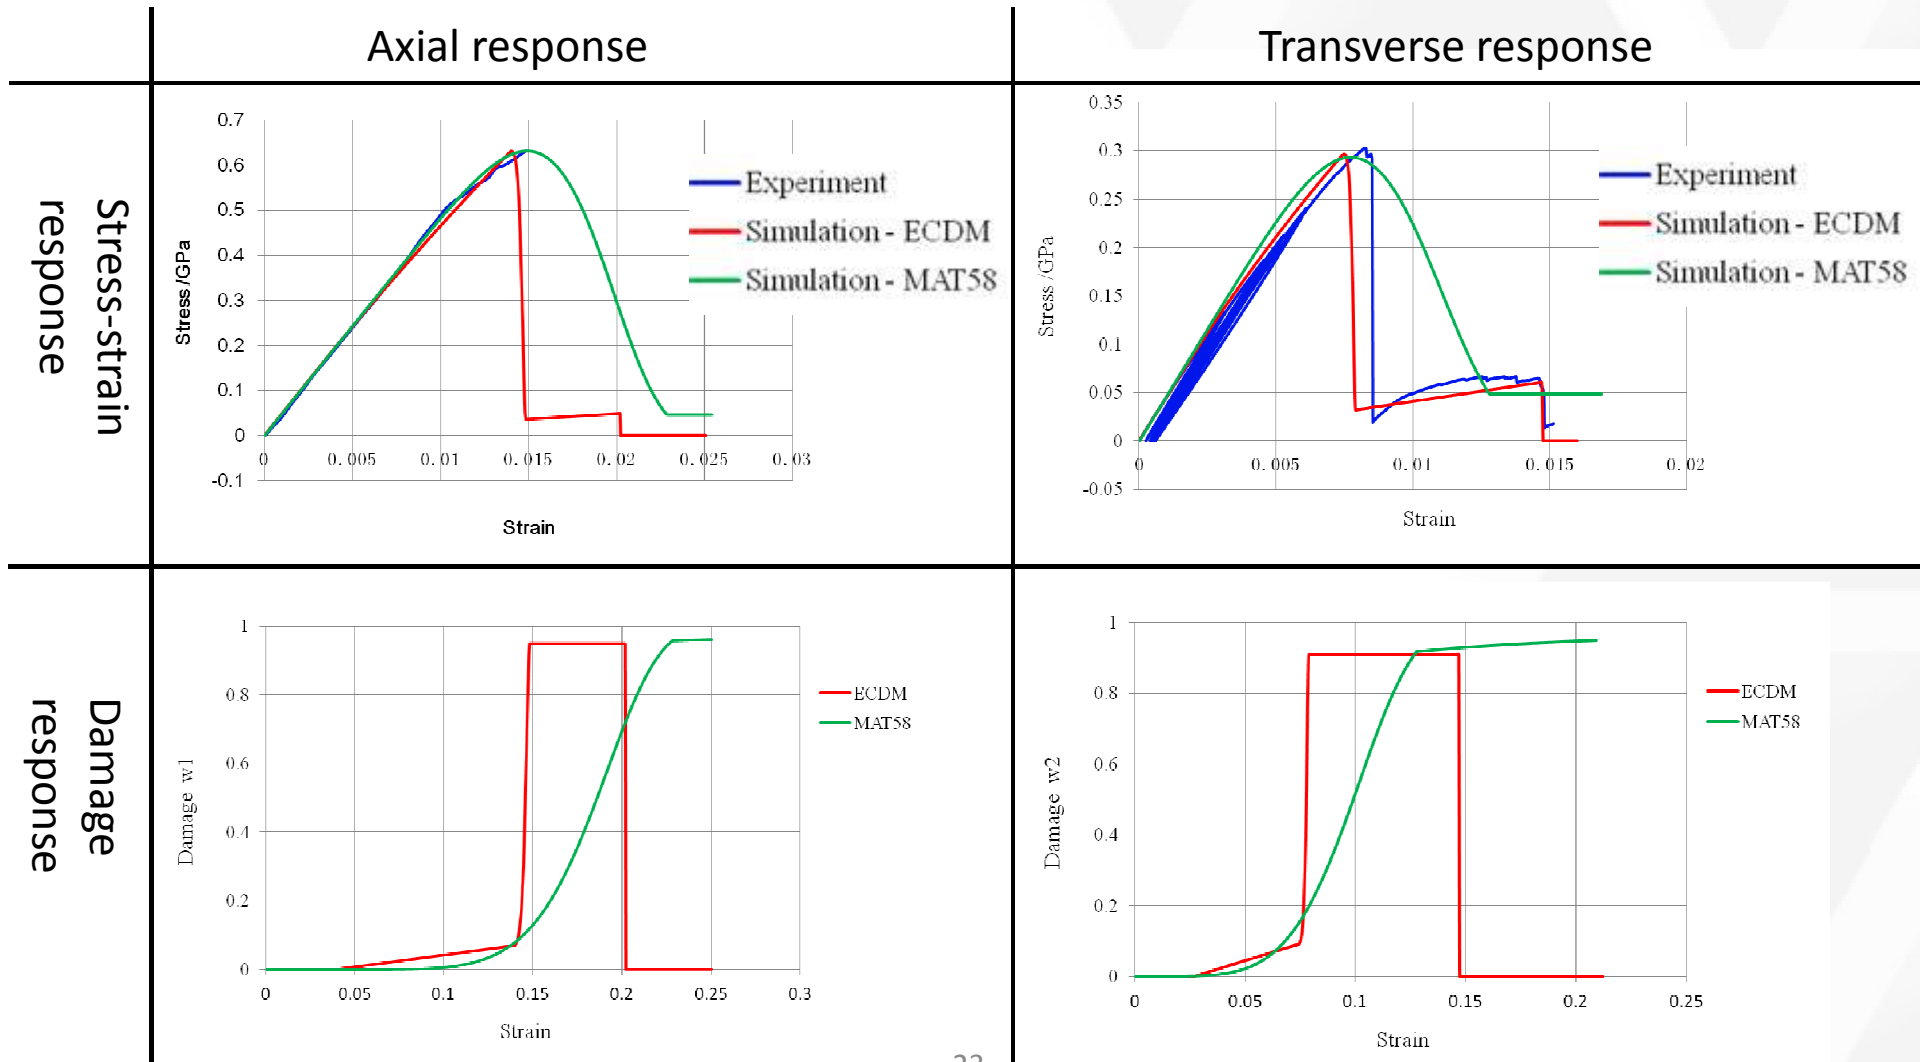 Axial response
Transverse response
Stress-strain
response
0.7
0.6
0.5
0.4
0.3
0.2
0.1
0
-0.1
Stress /GPa
0
0.005
0.01
0.015
0.02
0.025
0.03
Strain
Experiment
Simulation - ECDM
Simulation - MAT58
0.35
0.3
0.25
0.2
0.15
0.1
0.05
0
-0.05
Stress /GPa
0
0.005
0.01
0.015
0.02
Strain
Experiment
Simulation - ECDM
Simulation - MAT58
Damage
response
1
0.8
0.6
0.4
0.2
0
Damage w1
0
0.05
0.1
0.15
0.2
0.25
0.3
Strain
ECDM
MAT58
1
0.8
0.6
0.4
0.2
0
Damage w2
0
0.05
0.1
0.15
0.2
0.25
Strain
ECDM
MAT58